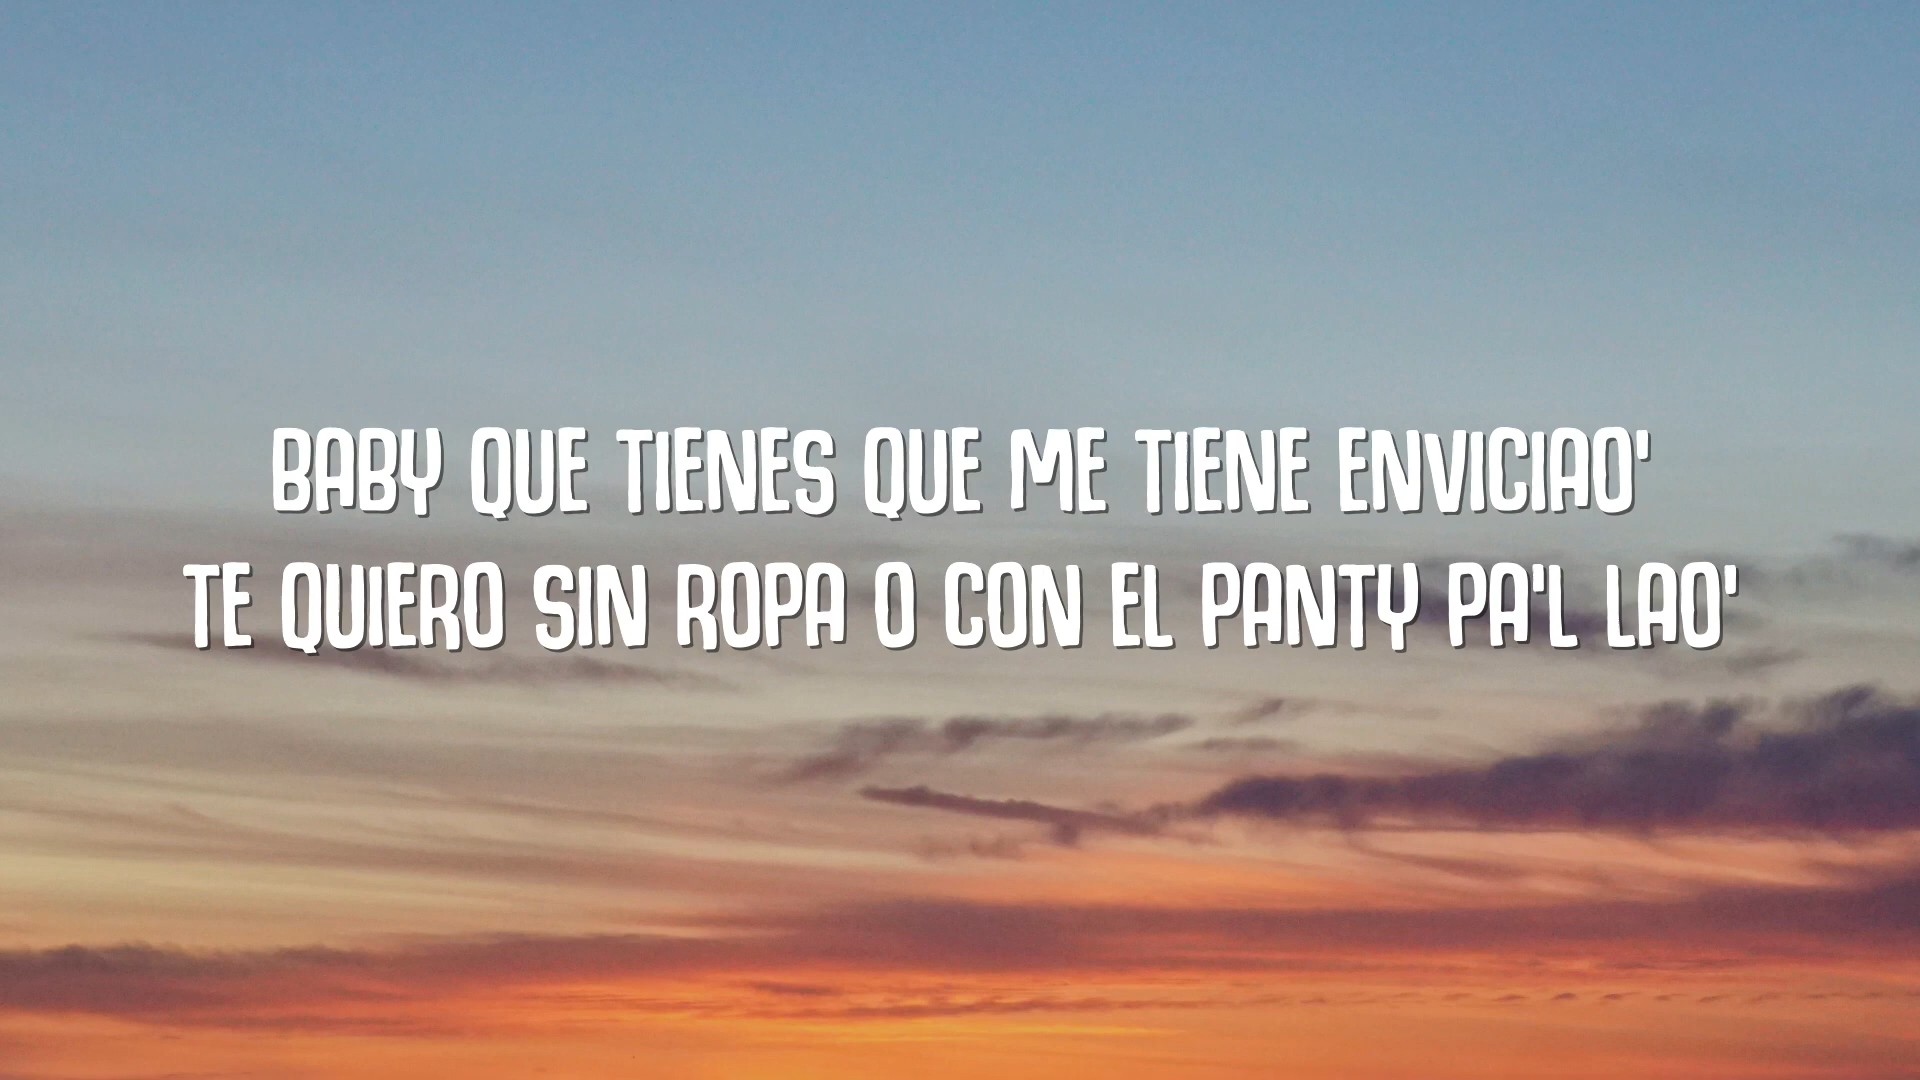 BABY QUE TIENES QUE ME TIENE ENVICIAO'
TE QUIERO SIN ROPA O CON EL PANTY PA'L LAO'